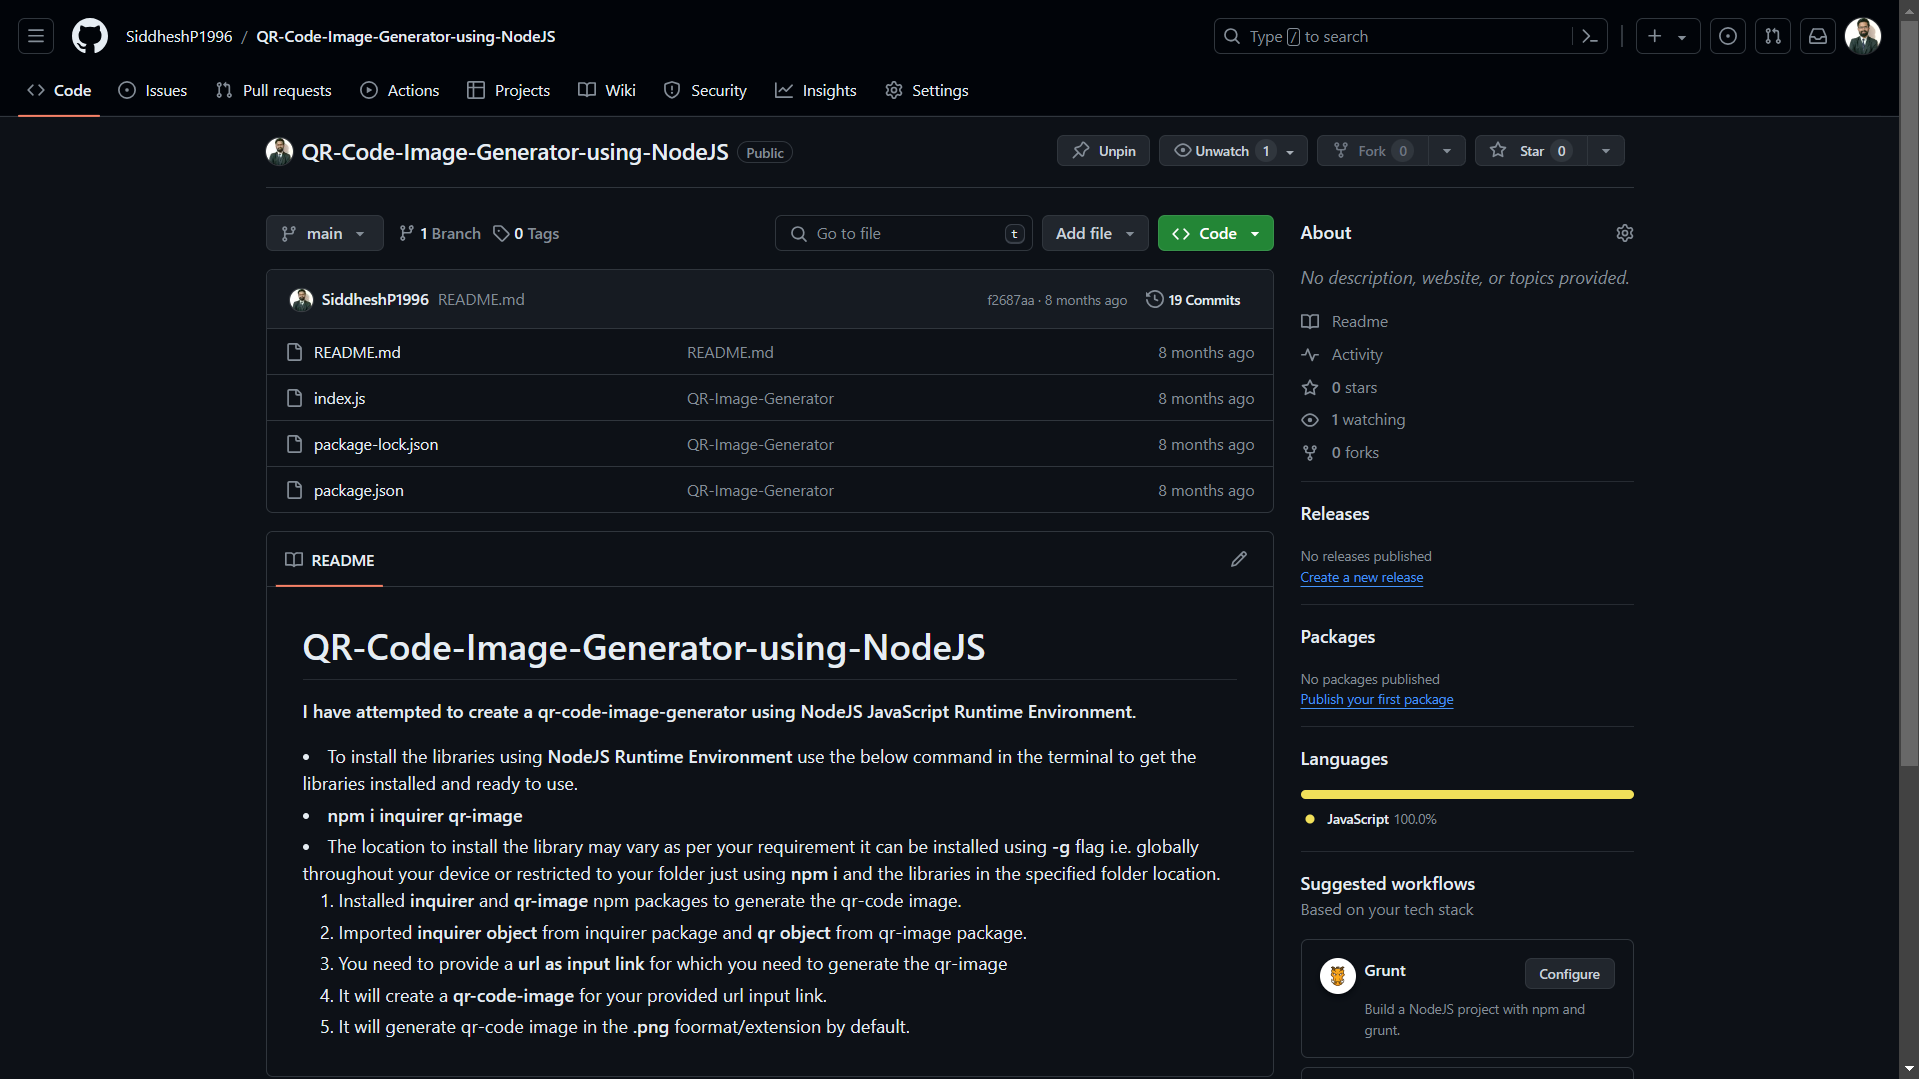 SiddheshP1996 / QR-Code-Image-Generator-using-NodeJS
Type / to search
Code Issues Pull requests Actions Projects Wiki Security Insights Settings
QR-Code-Image-Generator-using-NodeJS Public
Unpin Unwatch 1 Fork 0 Star 0
main 1 Branch 0 Tags Go to file t Add file Code
SiddheshP1996 README.md f2687aa · 8 months ago 19 Commits
README.md README.md 8 months ago
index.js QR-Image-Generator 8 months ago
package-lock.json QR-Image-Generator 8 months ago
package.json QR-Image-Generator 8 months ago
README
QR-Code-Image-Generator-using-NodeJS
I have attempted to create a qr-code-image-generator using NodeJS JavaScript Runtime Environment.
• To install the libraries using NodeJS Runtime Environment use the below command in the terminal to get the
libraries installed and ready to use.
• npm i inquirer qr-image
• The location to install the library may vary as per your requirement it can be installed using -g flag i.e. globally
throughout your device or restricted to your folder just using npm i and the libraries in the specified folder location.
1. Installed inquirer and qr-image npm packages to generate the qr-code image.
2. Imported inquirer object from inquirer package and qr object from qr-image package.
3. You need to provide a url as input link for which you need to generate the qr-image
4. It will create a qr-code-image for your provided url input link.
5. It will generate qr-code image in the .png foormat/extension by default.
About
No description, website, or topics provided.
Readme
Activity
0 stars
1 watching
0 forks
Releases
No releases published
Create a new release
Packages
No packages published
Publish your first package
Languages
JavaScript 100.0%
Suggested workflows
Based on your tech stack
Grunt Configure
Build a NodeJS project with npm and
grunt.